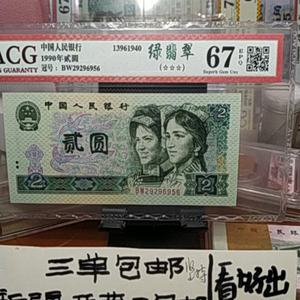 ACG
GUARANTY
中国人民银行
1990年贰圆
冠号：BW29296956
13961940
绿翡翠
(☆☆☆)
67 EPQ
Superb Gem Unc
中国人民银行
贰圆
2
BW29296956
2
三单包邮
看好出